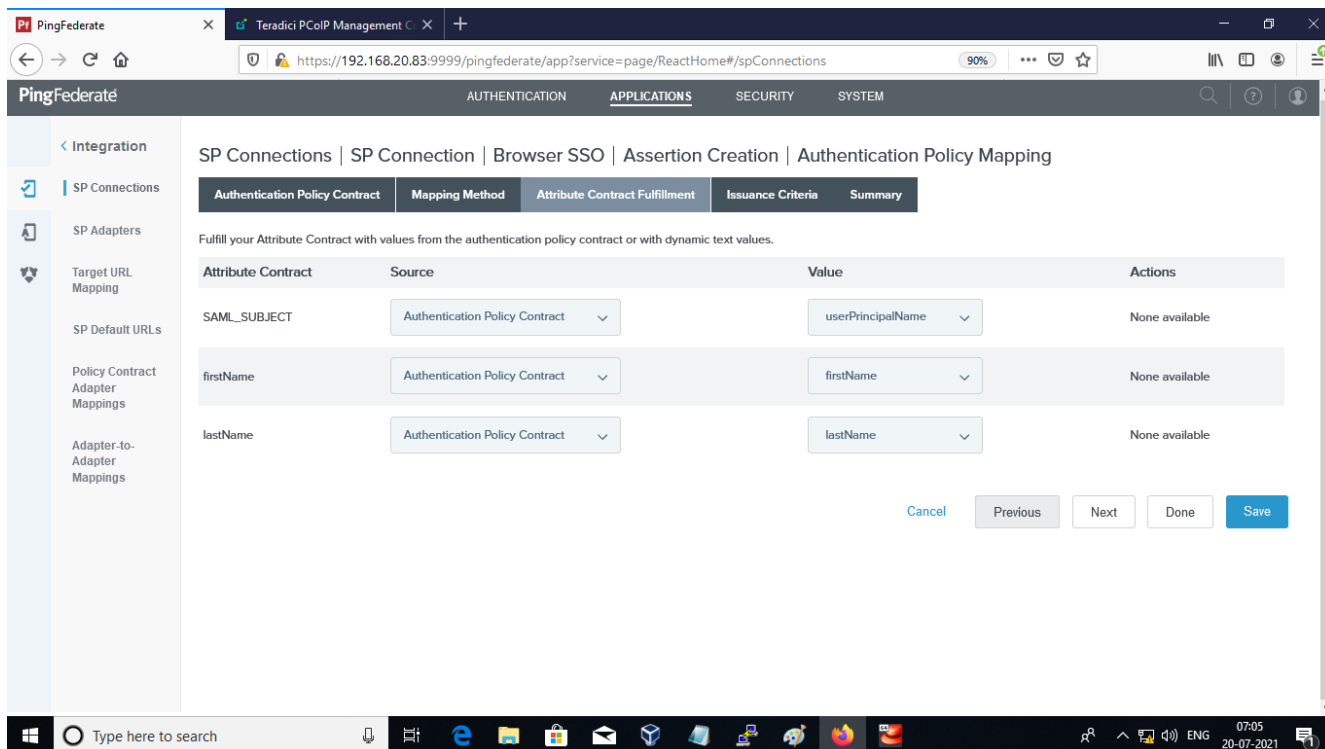 PingFederate
Teradici PCoIP Management C
https://192.168.20.83:9999/pingfederate/app?service=page/ReactHome#/spConnections
90%
PingFederate
AUTHENTICATION
APPLICATIONS
SECURITY
SYSTEM
Integration
SP Connections
SP Adapters
Target URL
Mapping
SP Default URLs
Policy Contract
Adapter
Mappings
Adapter-to-
Adapter
Mappings
SP Connections | SP Connection | Browser SSO | Assertion Creation | Authentication Policy Mapping
Authentication Policy Contract
Mapping Method
Attribute Contract Fulfillment
Issuance Criteria
Summary
Fulfill your Attribute Contract with values from the authentication policy contract or with dynamic text values.
Attribute Contract Source Value Actions
SAML_SUBJECT Authentication Policy Contract userPrincipalName None available
firstName Authentication Policy Contract firstName None available
lastName Authentication Policy Contract lastName None available
Cancel Previous Next Done Save
Type here to search
ENG
07:05
20-07-2021